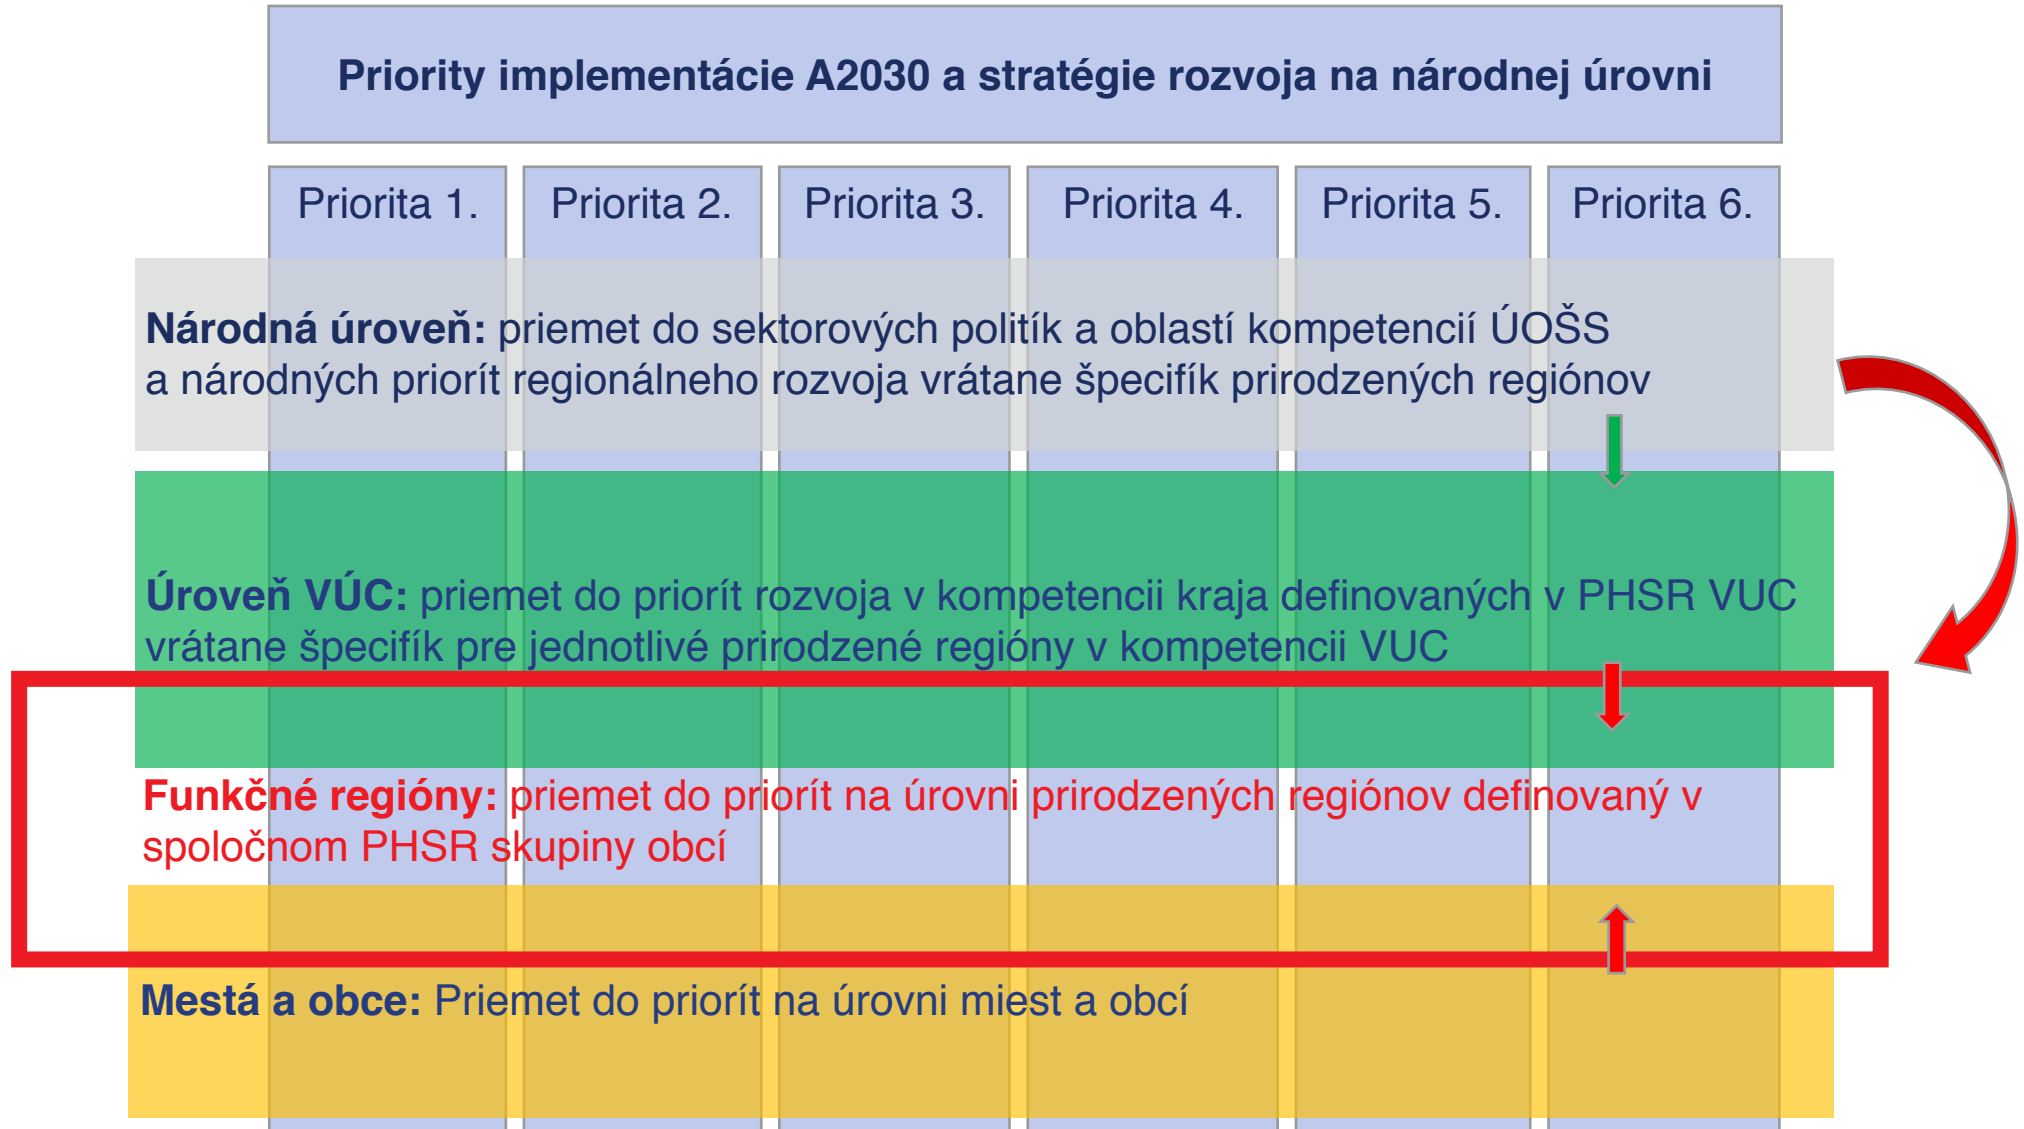 Priority implementácie A2030 a stratégie rozvoja na národnej úrovni
Priorita 1.
Priorita 2.
Priorita 3.
Priorita 4.
Priorita 5.
Priorita 6.
Národná úroveň: priemet do sektorových politík a oblastí kompetencií ÚOŠS
a národných priorít regionálneho rozvoja vrátane špecifík prirodzených regiónov
Úroveň VÚC: priemet do priorít rozvoja v kompetencii kraja definovaných v PHSR VUC
vrátane špecifík pre jednotlivé prirodzené regióny v kompetencii VUC
Funkčné regióny: priemet do priorít na úrovni prirodzených regiónov definovaný v
spoločnom PHSR skupiny obcí
Mestá a obce: Priemet do priorít na úrovni miest a obcí